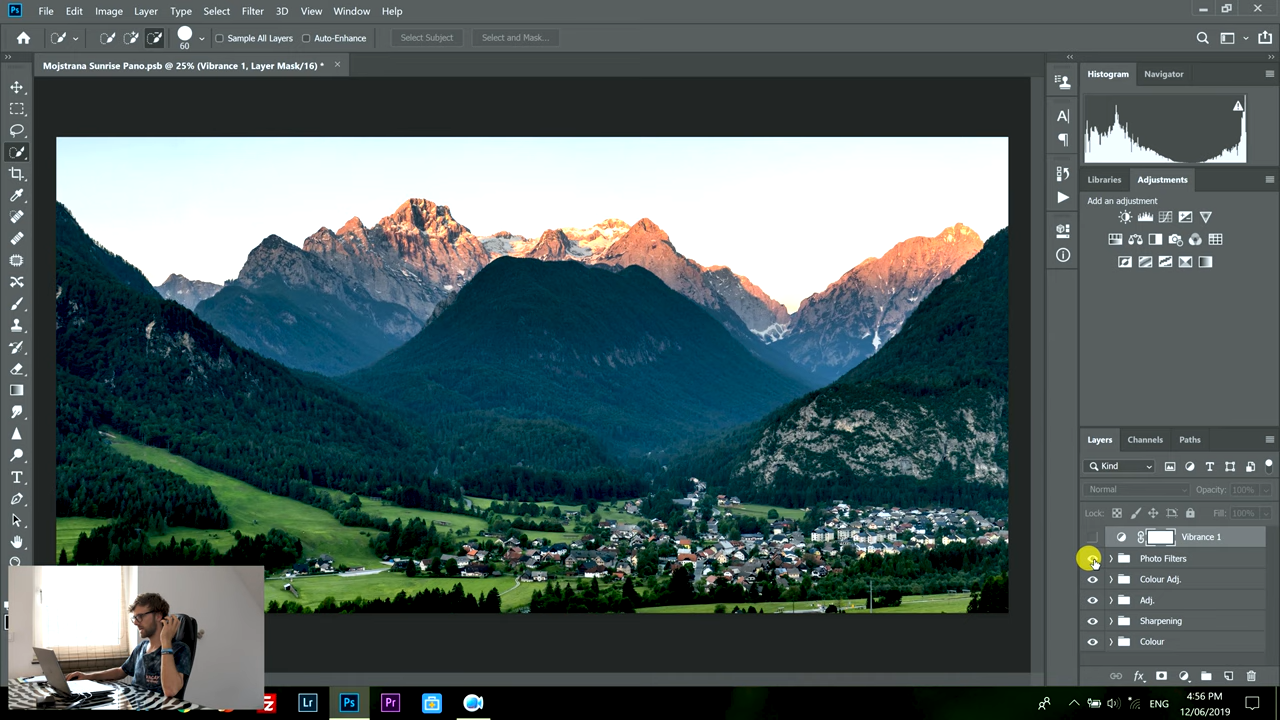 Ps File Edit Image Layer Type Select Filter 3D View Window Help
60 Sample All Layers Auto-Enhance Select Subject Select and Mask...
Mojstrana Sunrise Pano.psb @ 25% (Vibrance 1, Layer Mask/16) *
Histogram Navigator
Libraries Adjustments
Add an adjustment
Layers Channels Paths
Kind
Normal Opacity: 100%
Lock: Fill: 100%
Vibrance 1
Photo Filters
Colour Adj.
Adj.
Sharpening
Colour
Lr Ps Pr ENG
4:56 PM
12/06/2019